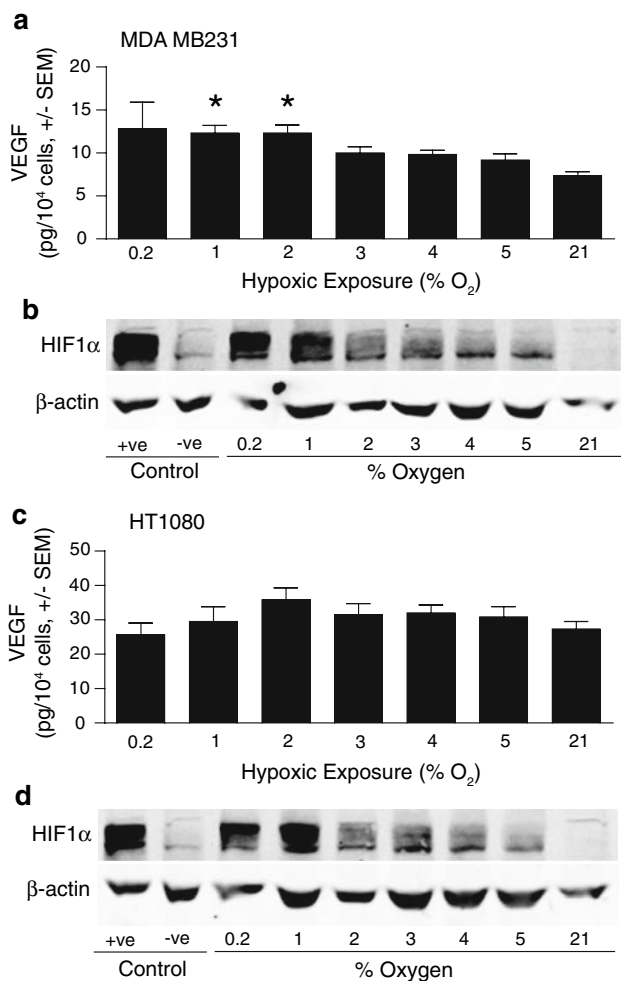 a
MDA MB231
VEGF
(pg/10⁴ cells, +/- SEM)
20
15
10
5
0
* *
0.2 1 2 3 4 5 21
Hypoxic Exposure (% O₂)
b
HIF1α
β-actin
+ve -ve 0.2 1 2 3 4 5 21
Control % Oxygen
c
HT1080
VEGF
(pg/10⁴ cells, +/- SEM)
50
40
30
20
10
0
0.2 1 2 3 4 5 21
Hypoxic Exposure (% O₂)
d
HIF1α
β-actin
+ve -ve 0.2 1 2 3 4 5 21
Control % Oxygen